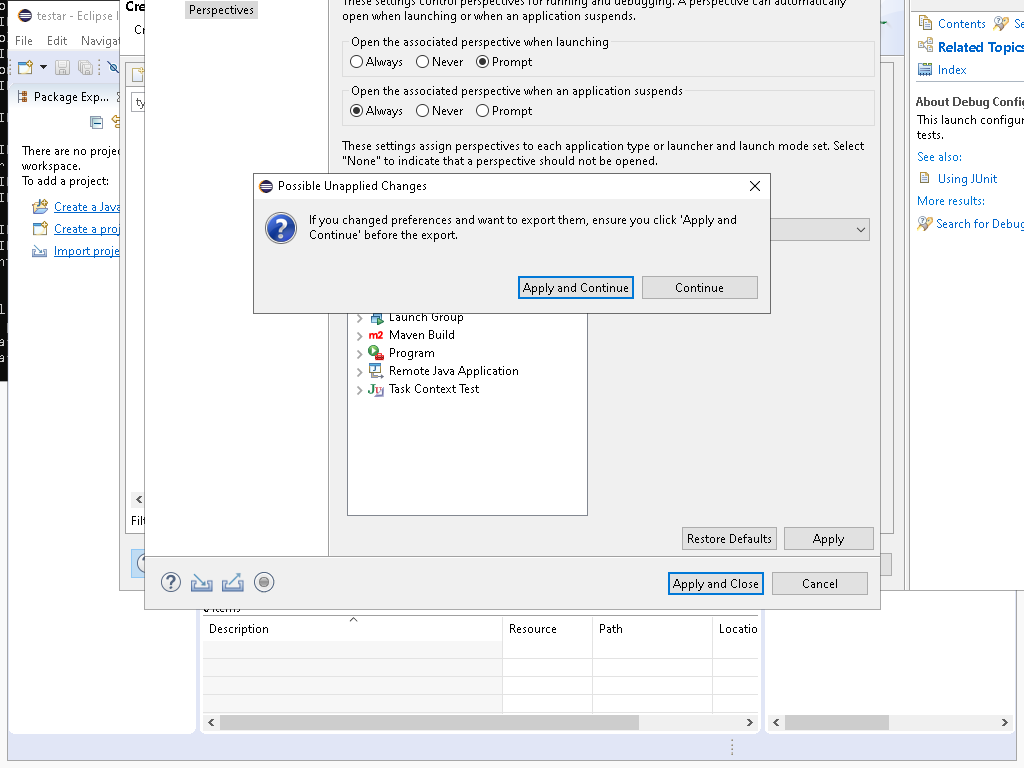 testar - Eclipse I
File Edit Navigat
Package Exp...
There are no proje
workspace.
To add a project:
Create a Java
Create a proj
Import proje
Cre
Cr
ty
Filt
Perspectives
These settings control perspectives for running and debugging. A perspective can automatically
open when launching or when an application suspends.
Open the associated perspective when launching
Always Never Prompt
Open the associated perspective when an application suspends
Always Never Prompt
These settings assign perspectives to each application type or launcher and launch mode set. Select
"None" to indicate that a perspective should not be opened.
Possible Unapplied Changes
If you changed preferences and want to export them, ensure you click 'Apply and
Continue' before the export.
Apply and Continue Continue
Launch Group
m2 Maven Build
Program
Remote Java Application
Task Context Test
Restore Defaults Apply
Apply and Close Cancel
Contents Se
Related Topics
Index
About Debug Config
This launch configur
tests.
See also:
Using JUnit
More results:
Search for Debug
Description Resource Path Locatio